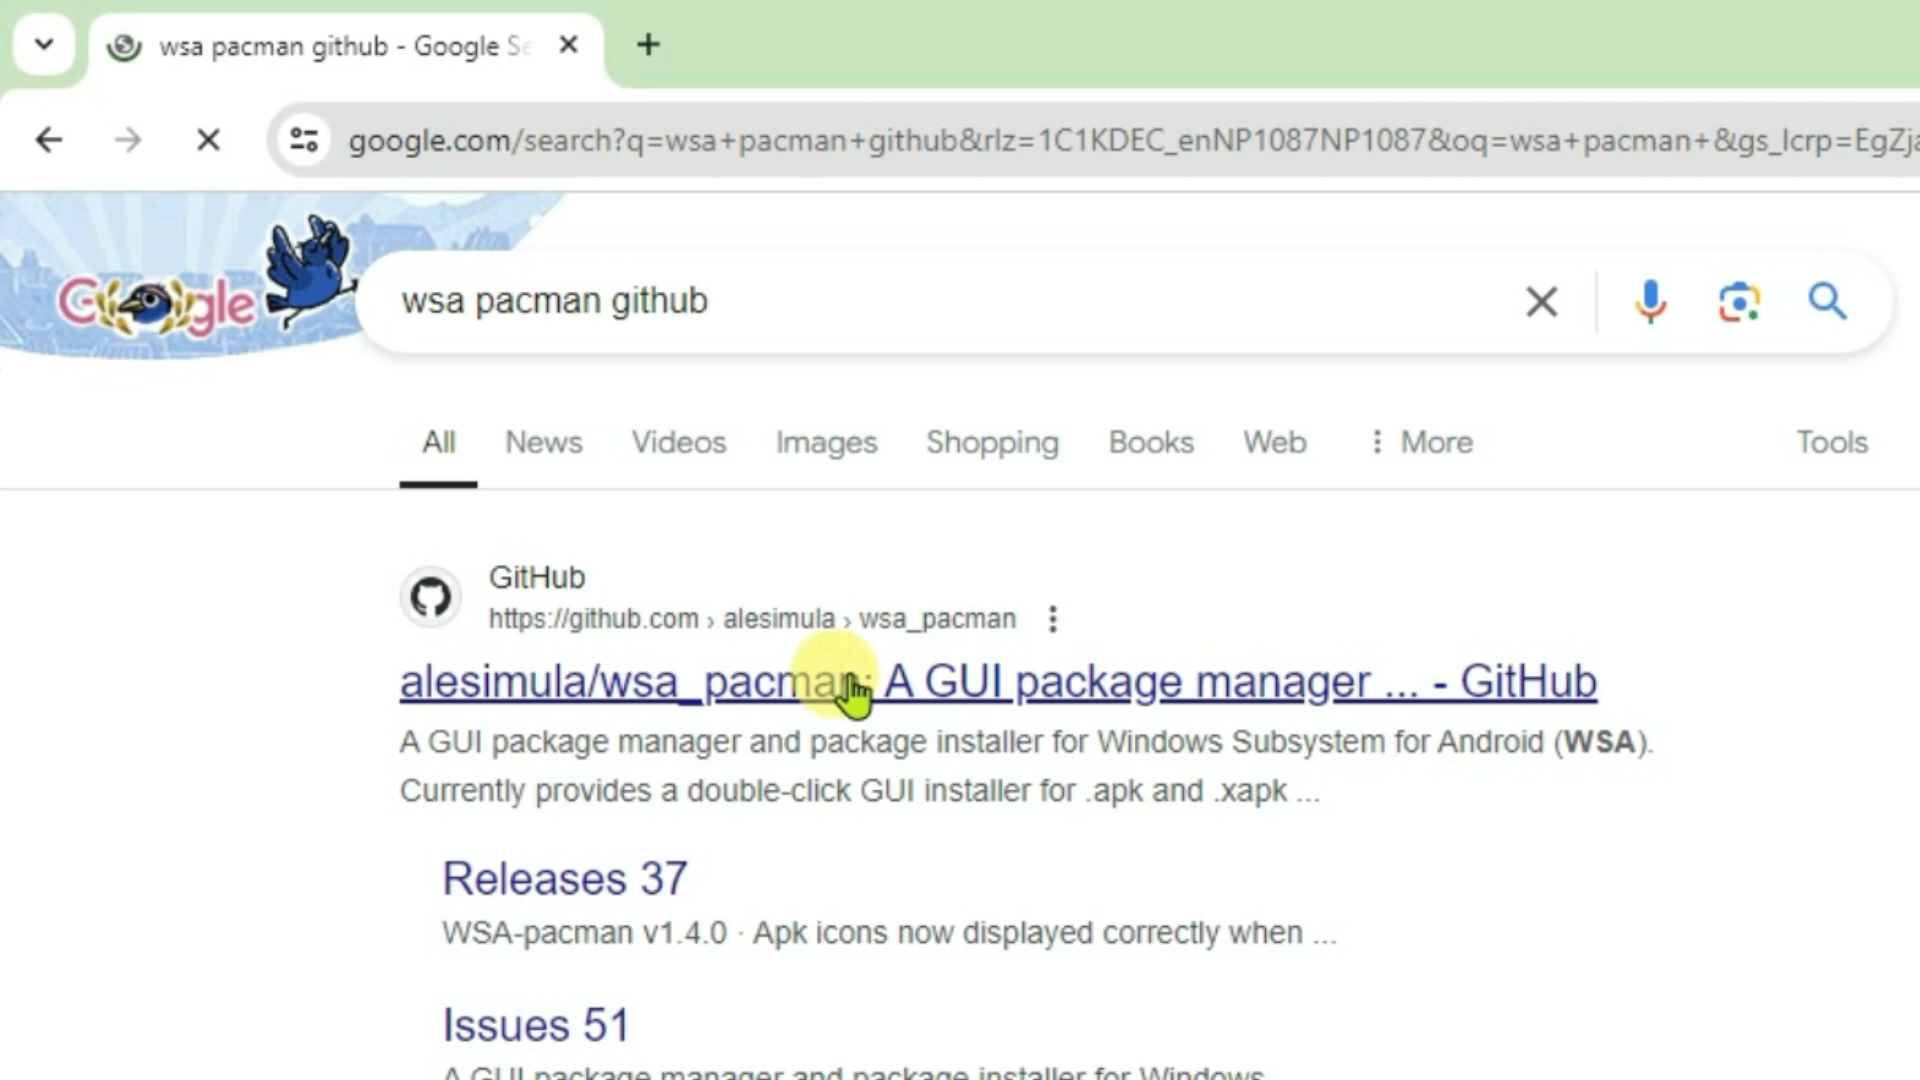 wsa pacman github - Google Se
google.com/search?q=wsa+pacman+github&rlz=1C1KDEC_enNP1087NP1087&oq=wsa+pacman+&gs_lcrp=EgZja
Google
wsa pacman github
All News Videos Images Shopping Books Web More Tools
GitHub
https://github.com › alesimula › wsa_pacman
alesimula/wsa_pacman: A GUI package manager ... - GitHub
A GUI package manager and package installer for Windows Subsystem for Android (WSA).
Currently provides a double-click GUI installer for .apk and .xapk ...
Releases 37
WSA-pacman v1.4.0 · Apk icons now displayed correctly when ...
Issues 51
A GUI package manager and package installer for Windows